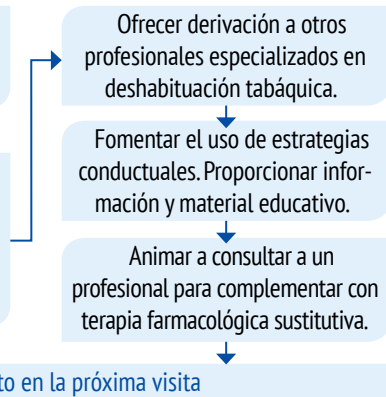 Ofrecer derivación a otros
profesionales especializados en
deshabituación tabáquica.
Fomentar el uso de estrategias
conductuales. Proporcionar infor-
mación y material educativo.
Animar a consultar a un
profesional para complementar con
terapia farmacológica sustitutiva.
to en la próxima visita